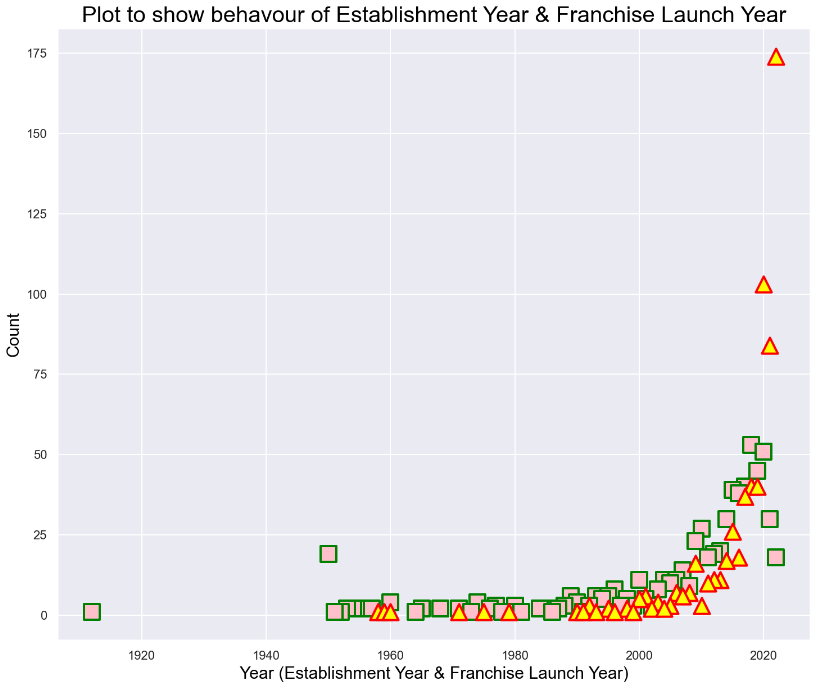 Plot to show behavour of Establishment Year & Franchise Launch Year
175
150
125
100
75
50
25
0
Count
1920 1940 1960 1980 2000 2020
Year (Establishment Year & Franchise Launch Year)